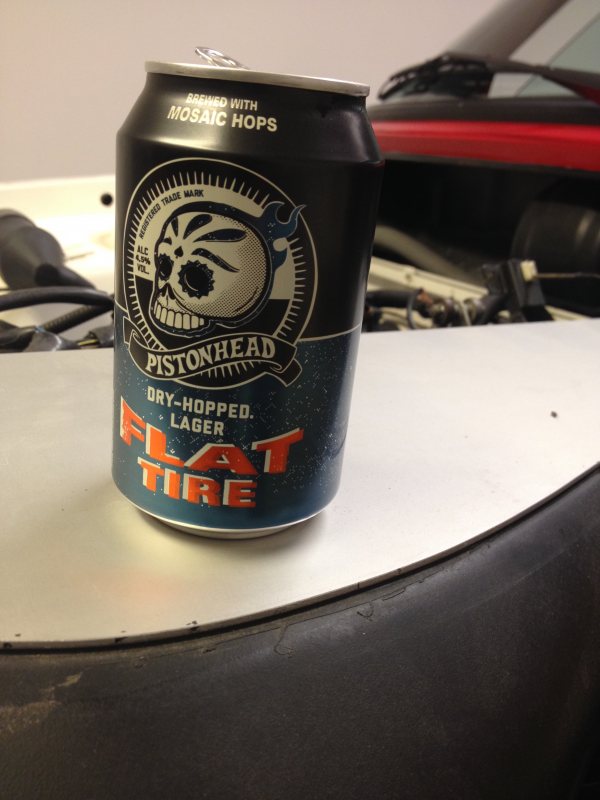 BREWED WITH
MOSAIC HOPS
REGISTERED TRADE MARK
ALC
4,5%
VOL.
PISTONHEAD
DRY-HOPPED.
LAGER
FLAT
TIRE